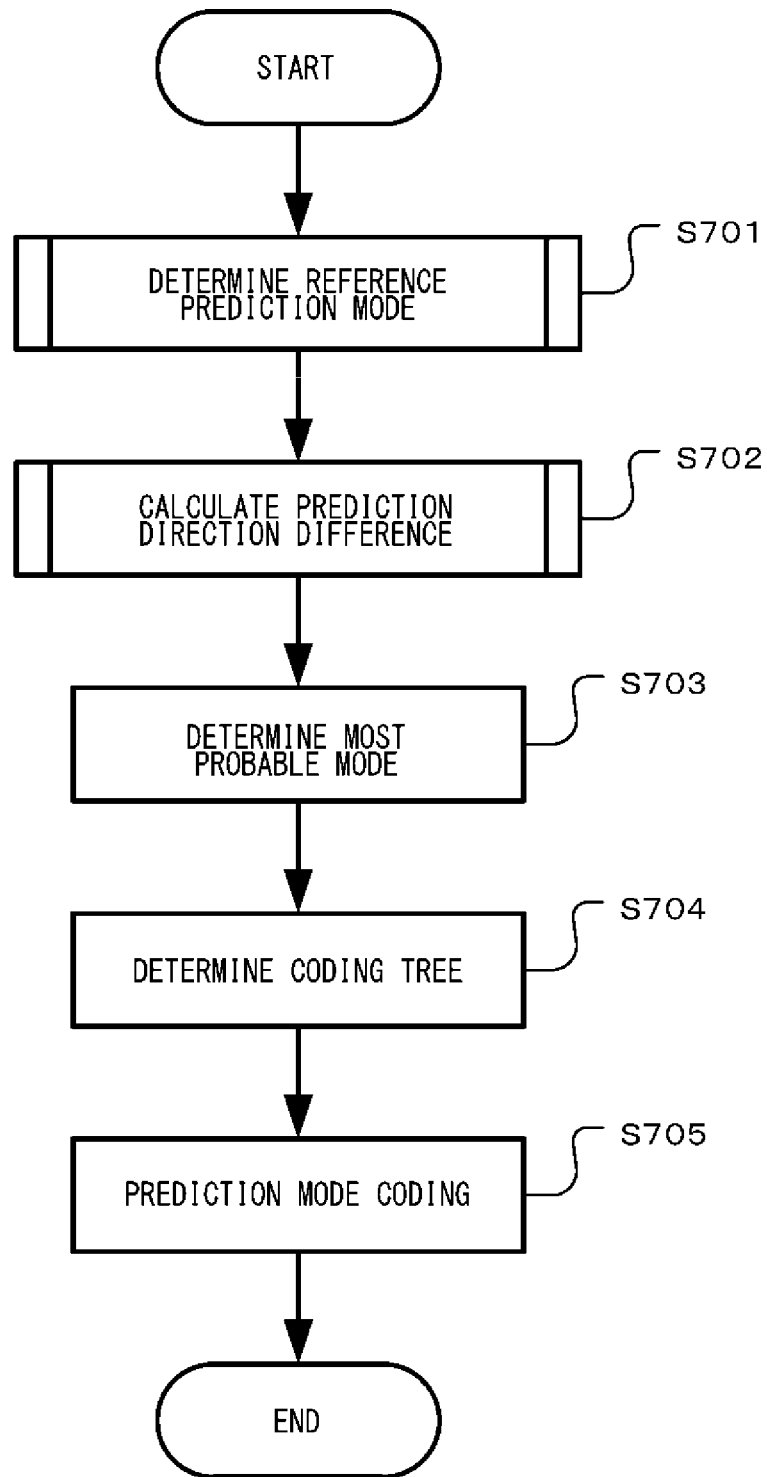 START
S701
DETERMINE REFERENCE
PREDICTION MODE
S702
CALCULATE PREDICTION
DIRECTION DIFFERENCE
S703
DETERMINE MOST
PROBABLE MODE
S704
DETERMINE CODING TREE
S705
PREDICTION MODE CODING
END